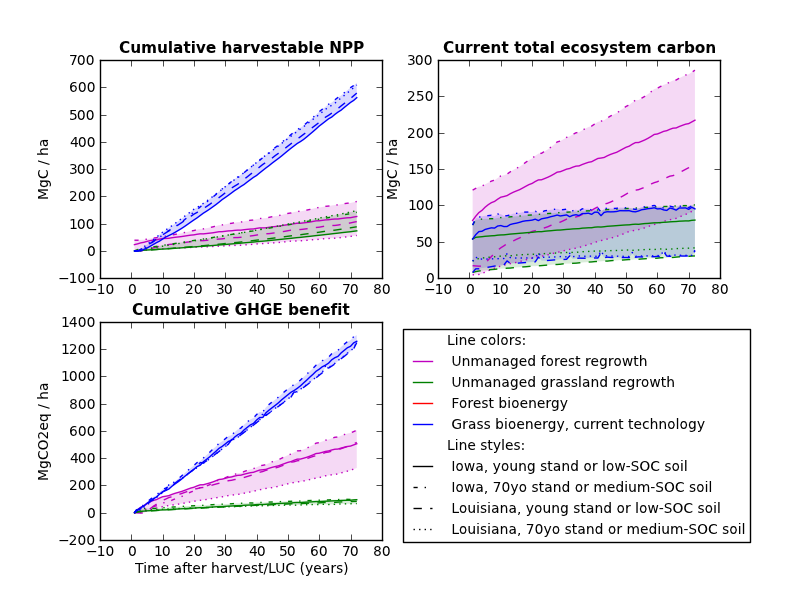 Cumulative harvestable NPP
700
600
500
400
300
200
100
0
−100
MgC / ha
−10 0 10 20 30 40 50 60 70 80
Current total ecosystem carbon
300
250
200
150
100
50
0
MgC / ha
−10 0 10 20 30 40 50 60 70 80
Cumulative GHGE benefit
1400
1200
1000
800
600
400
200
0
−200
MgCO2eq / ha
−10 0 10 20 30 40 50 60 70 80
Time after harvest/LUC (years)
Line colors:
Unmanaged forest regrowth
Unmanaged grassland regrowth
Forest bioenergy
Grass bioenergy, current technology
Line styles:
Iowa, young stand or low-SOC soil
Iowa, 70yo stand or medium-SOC soil
Louisiana, young stand or low-SOC soil
Louisiana, 70yo stand or medium-SOC soil